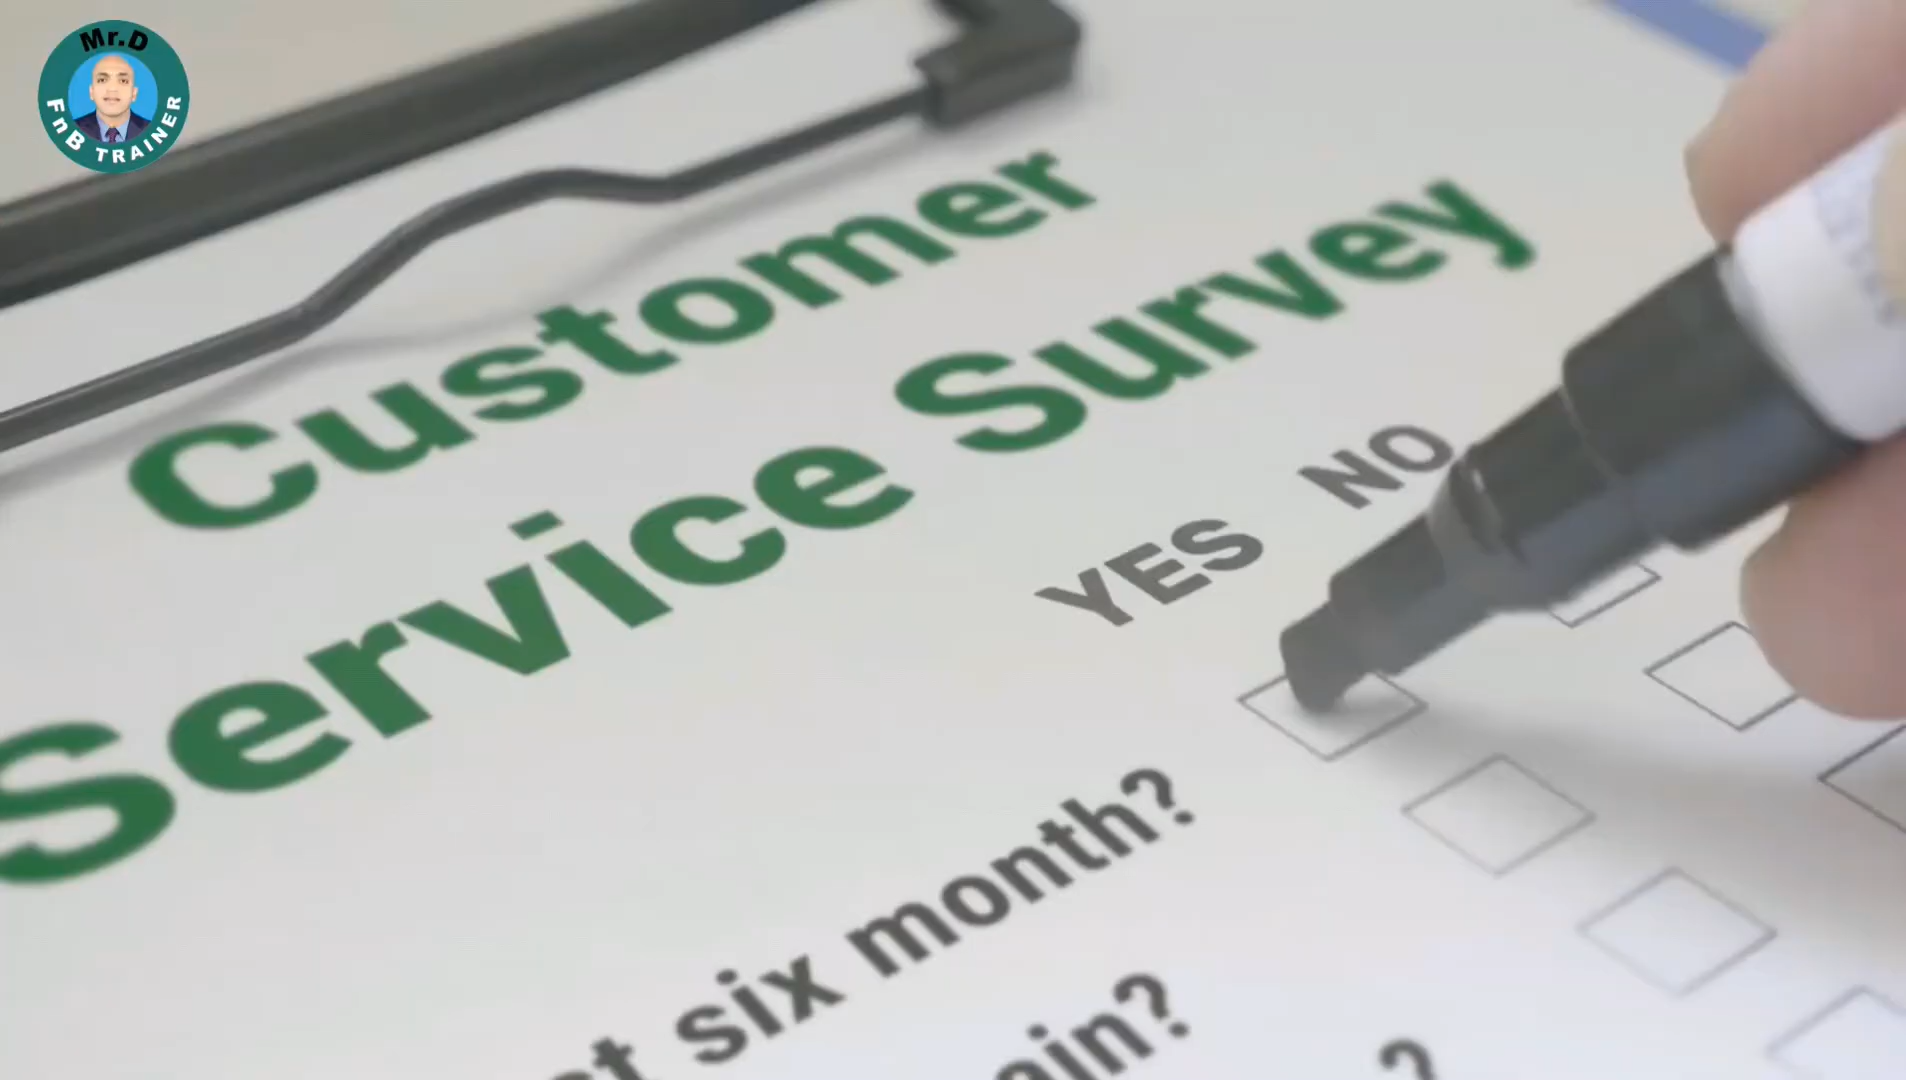 Mr.D
FnB TRAINER
Customer
Service Survey
YES NO
six month?
?